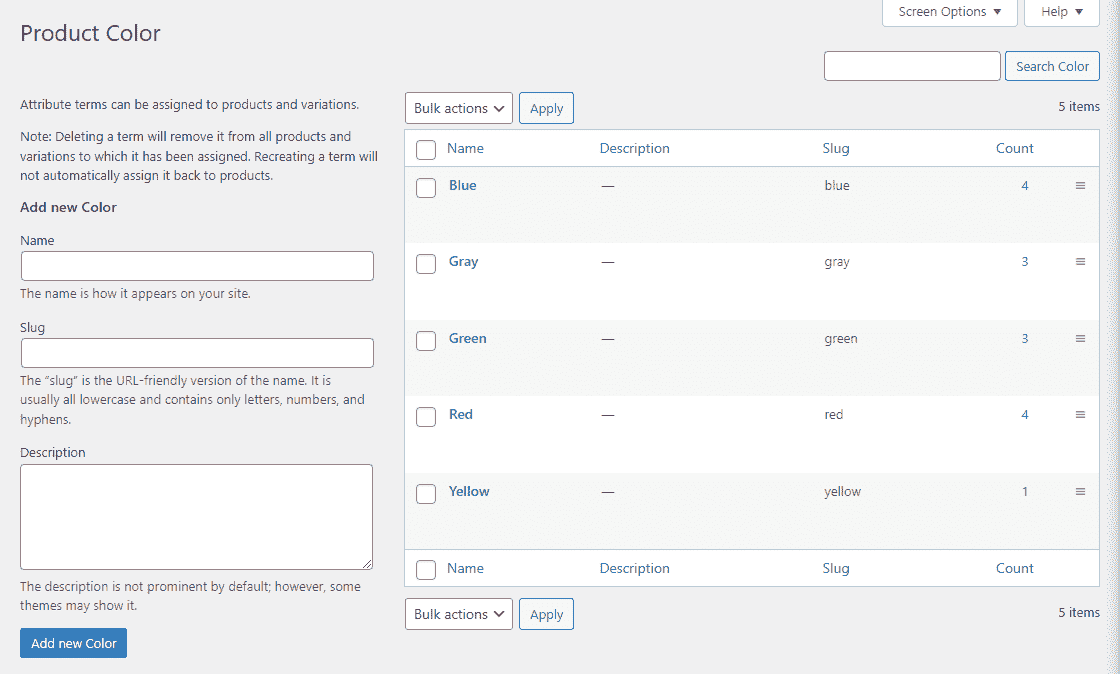 Screen Options ▼
Help ▼
Product Color
Search Color
Attribute terms can be assigned to products and variations.
Note: Deleting a term will remove it from all products and
variations to which it has been assigned. Recreating a term will
not automatically assign it back to products.
Add new Color
Name
The name is how it appears on your site.
Slug
The “slug” is the URL-friendly version of the name. It is
usually all lowercase and contains only letters, numbers, and
hyphens.
Description
The description is not prominent by default; however, some
themes may show it.
Add new Color
Bulk actions Apply 5 items
Name Description Slug Count
Blue — blue 4
Gray — gray 3
Green — green 3
Red — red 4
Yellow — yellow 1
Name Description Slug Count
Bulk actions Apply 5 items